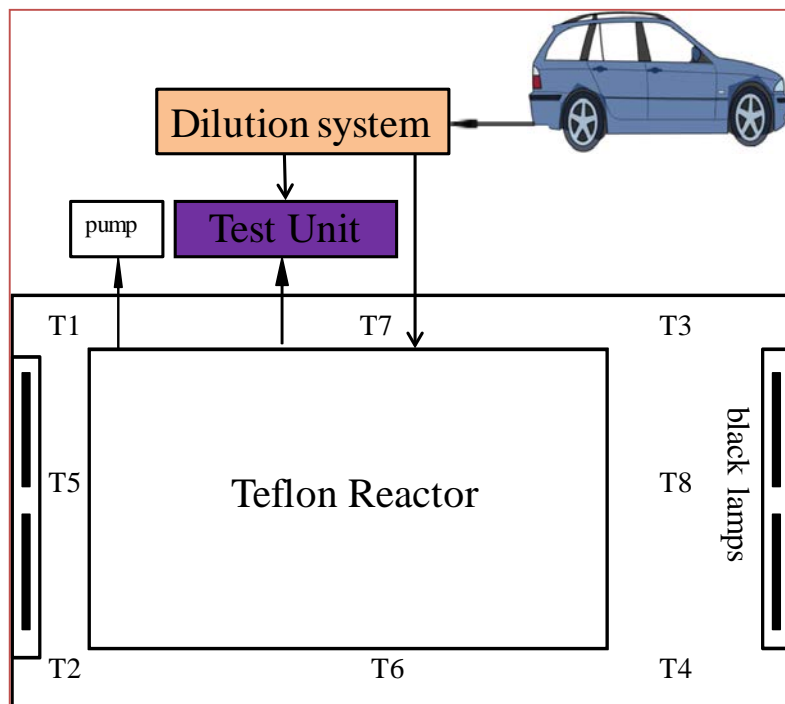 Dilution system
pump
Test Unit
T1
T7
T3
T5
Teflon Reactor
T8
black lamps
T2
T6
T4